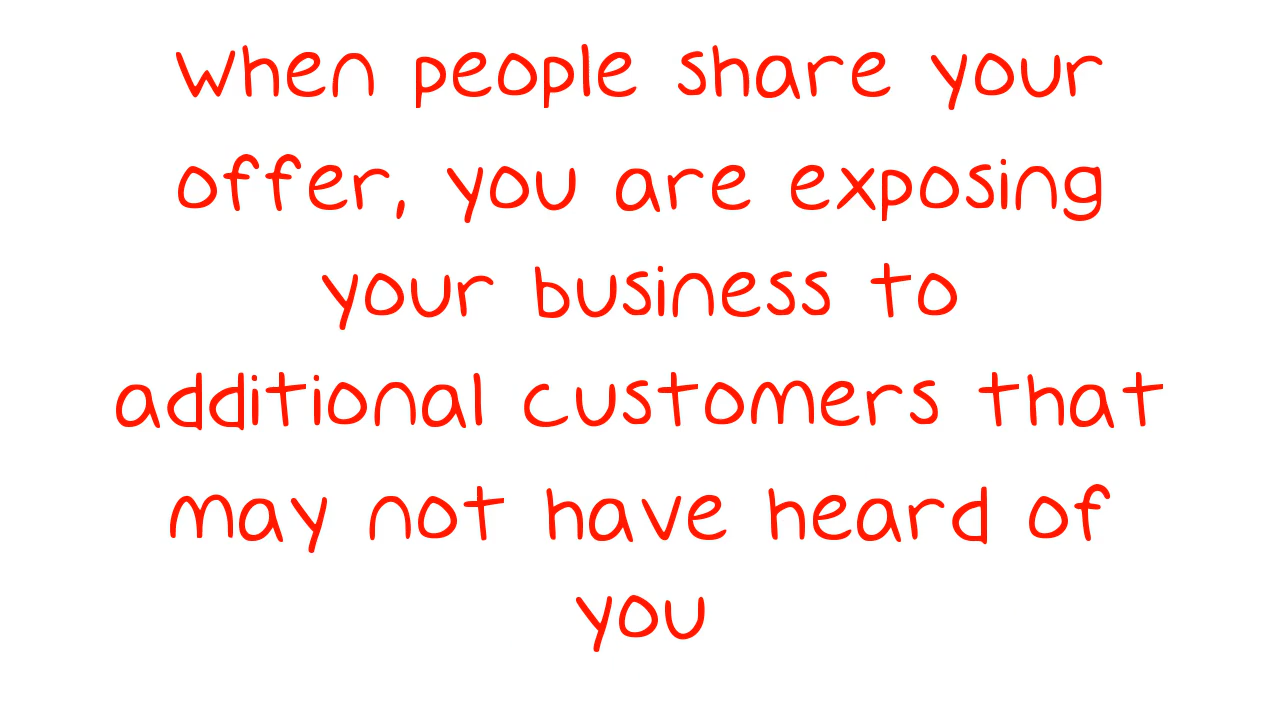 When people share your
offer, you are exposing
your business to
additional customers that
may not have heard of
you